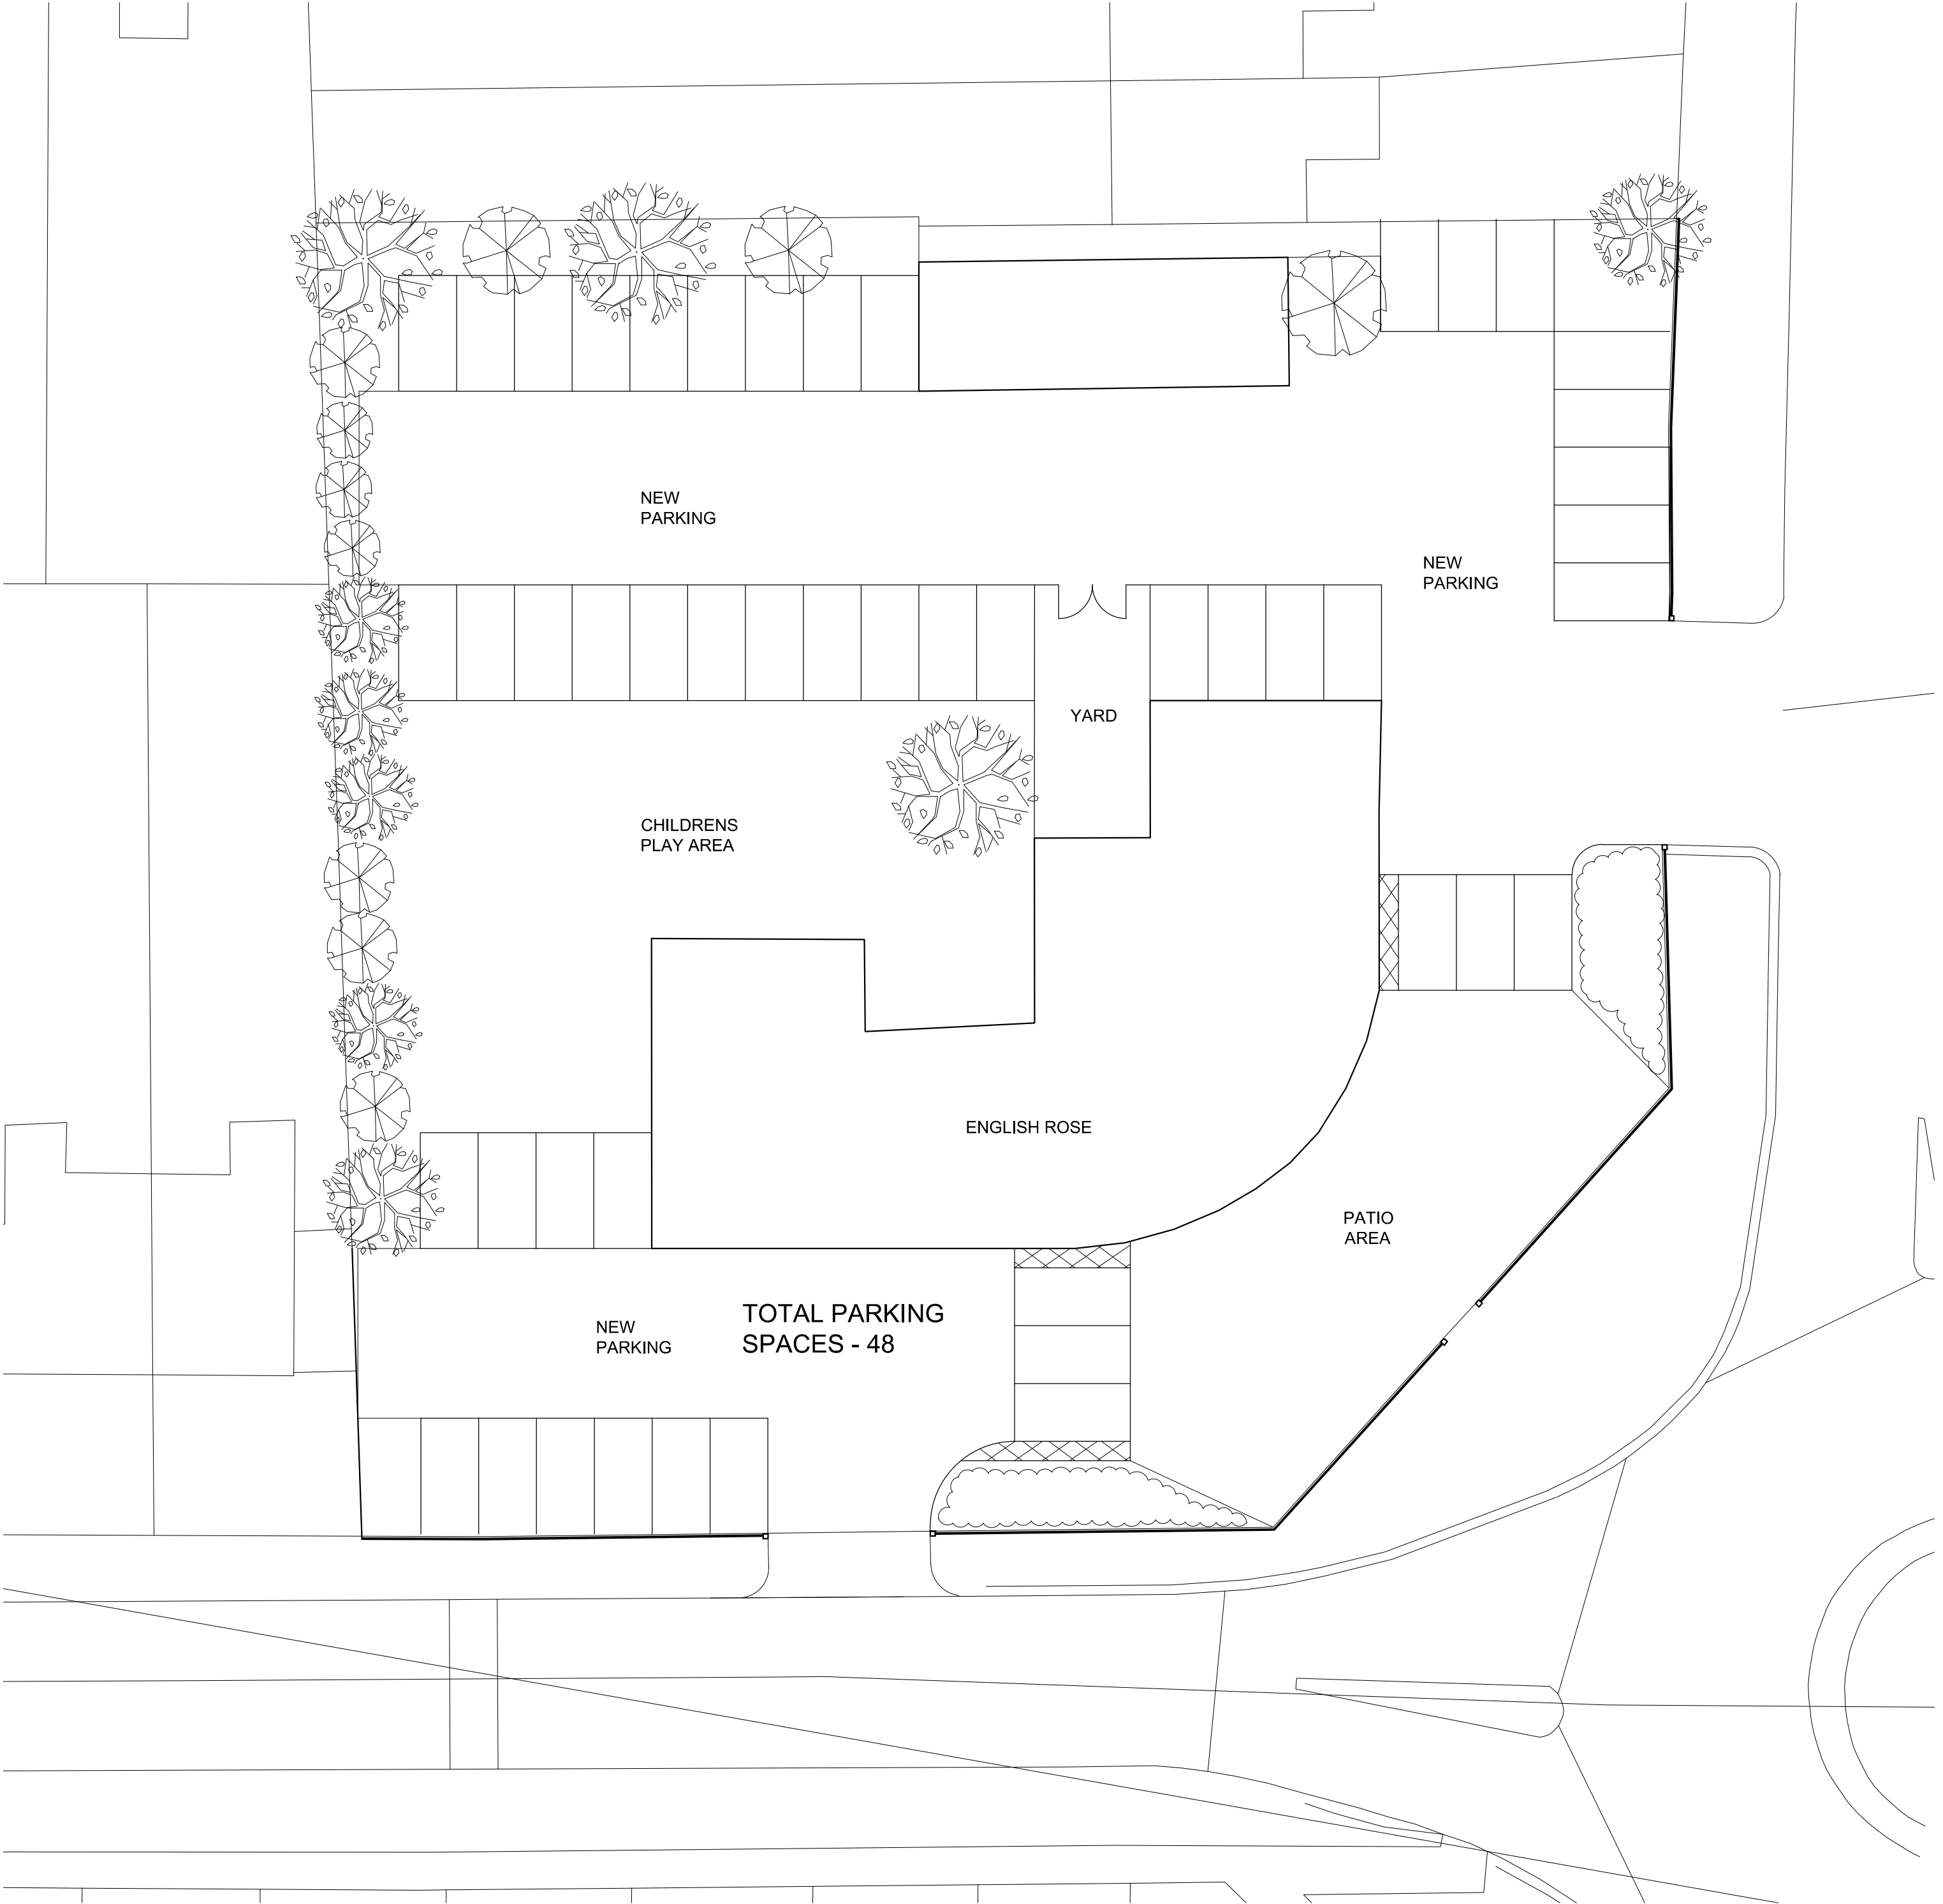 NEW
PARKING
NEW
PARKING
YARD
CHILDRENS
PLAY AREA
ENGLISH ROSE
PATIO
AREA
NEW
PARKING
TOTAL PARKING
SPACES - 48